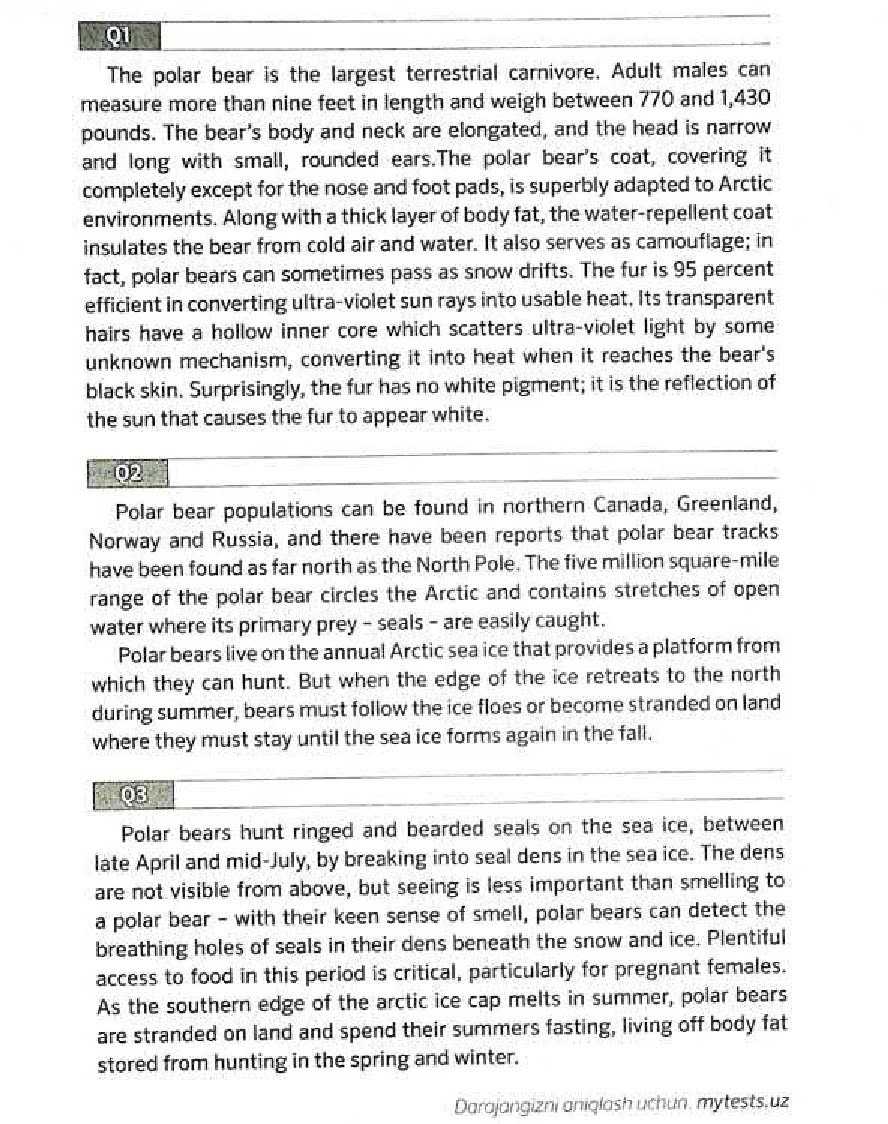 Q1
The polar bear is the largest terrestrial carnivore. Adult males can
measure more than nine feet in length and weigh between 770 and 1,430
pounds. The bear's body and neck are elongated, and the head is narrow
and long with small, rounded ears.The polar bear's coat, covering it
completely except for the nose and foot pads, is superbly adapted to Arctic
environments. Along with a thick layer of body fat, the water-repellent coat
insulates the bear from cold air and water. It also serves as camouflage; in
fact, polar bears can sometimes pass as snow drifts. The fur is 95 percent
efficient in converting ultra-violet sun rays into usable heat. Its transparent
hairs have a hollow inner core which scatters ultra-violet light by some
unknown mechanism, converting it into heat when it reaches the bear's
black skin. Surprisingly, the fur has no white pigment; it is the reflection of
the sun that causes the fur to appear white.
Q2
Polar bear populations can be found in northern Canada, Greenland,
Norway and Russia, and there have been reports that polar bear tracks
have been found as far north as the North Pole. The five million square-mile
range of the polar bear circles the Arctic and contains stretches of open
water where its primary prey – seals – are easily caught.
Polar bears live on the annual Arctic sea ice that provides a platform from
which they can hunt. But when the edge of the ice retreats to the north
during summer, bears must follow the ice floes or become stranded on land
where they must stay until the sea ice forms again in the fall.
Q3
Polar bears hunt ringed and bearded seals on the sea ice, between
late April and mid-July, by breaking into seal dens in the sea ice. The dens
are not visible from above, but seeing is less important than smelling to
a polar bear – with their keen sense of smell, polar bears can detect the
breathing holes of seals in their dens beneath the snow and ice. Plentiful
access to food in this period is critical, particularly for pregnant females.
As the southern edge of the arctic ice cap melts in summer, polar bears
are stranded on land and spend their summers fasting, living off body fat
stored from hunting in the spring and winter.
Darajangizni aniqlash uchun. mytests.uz